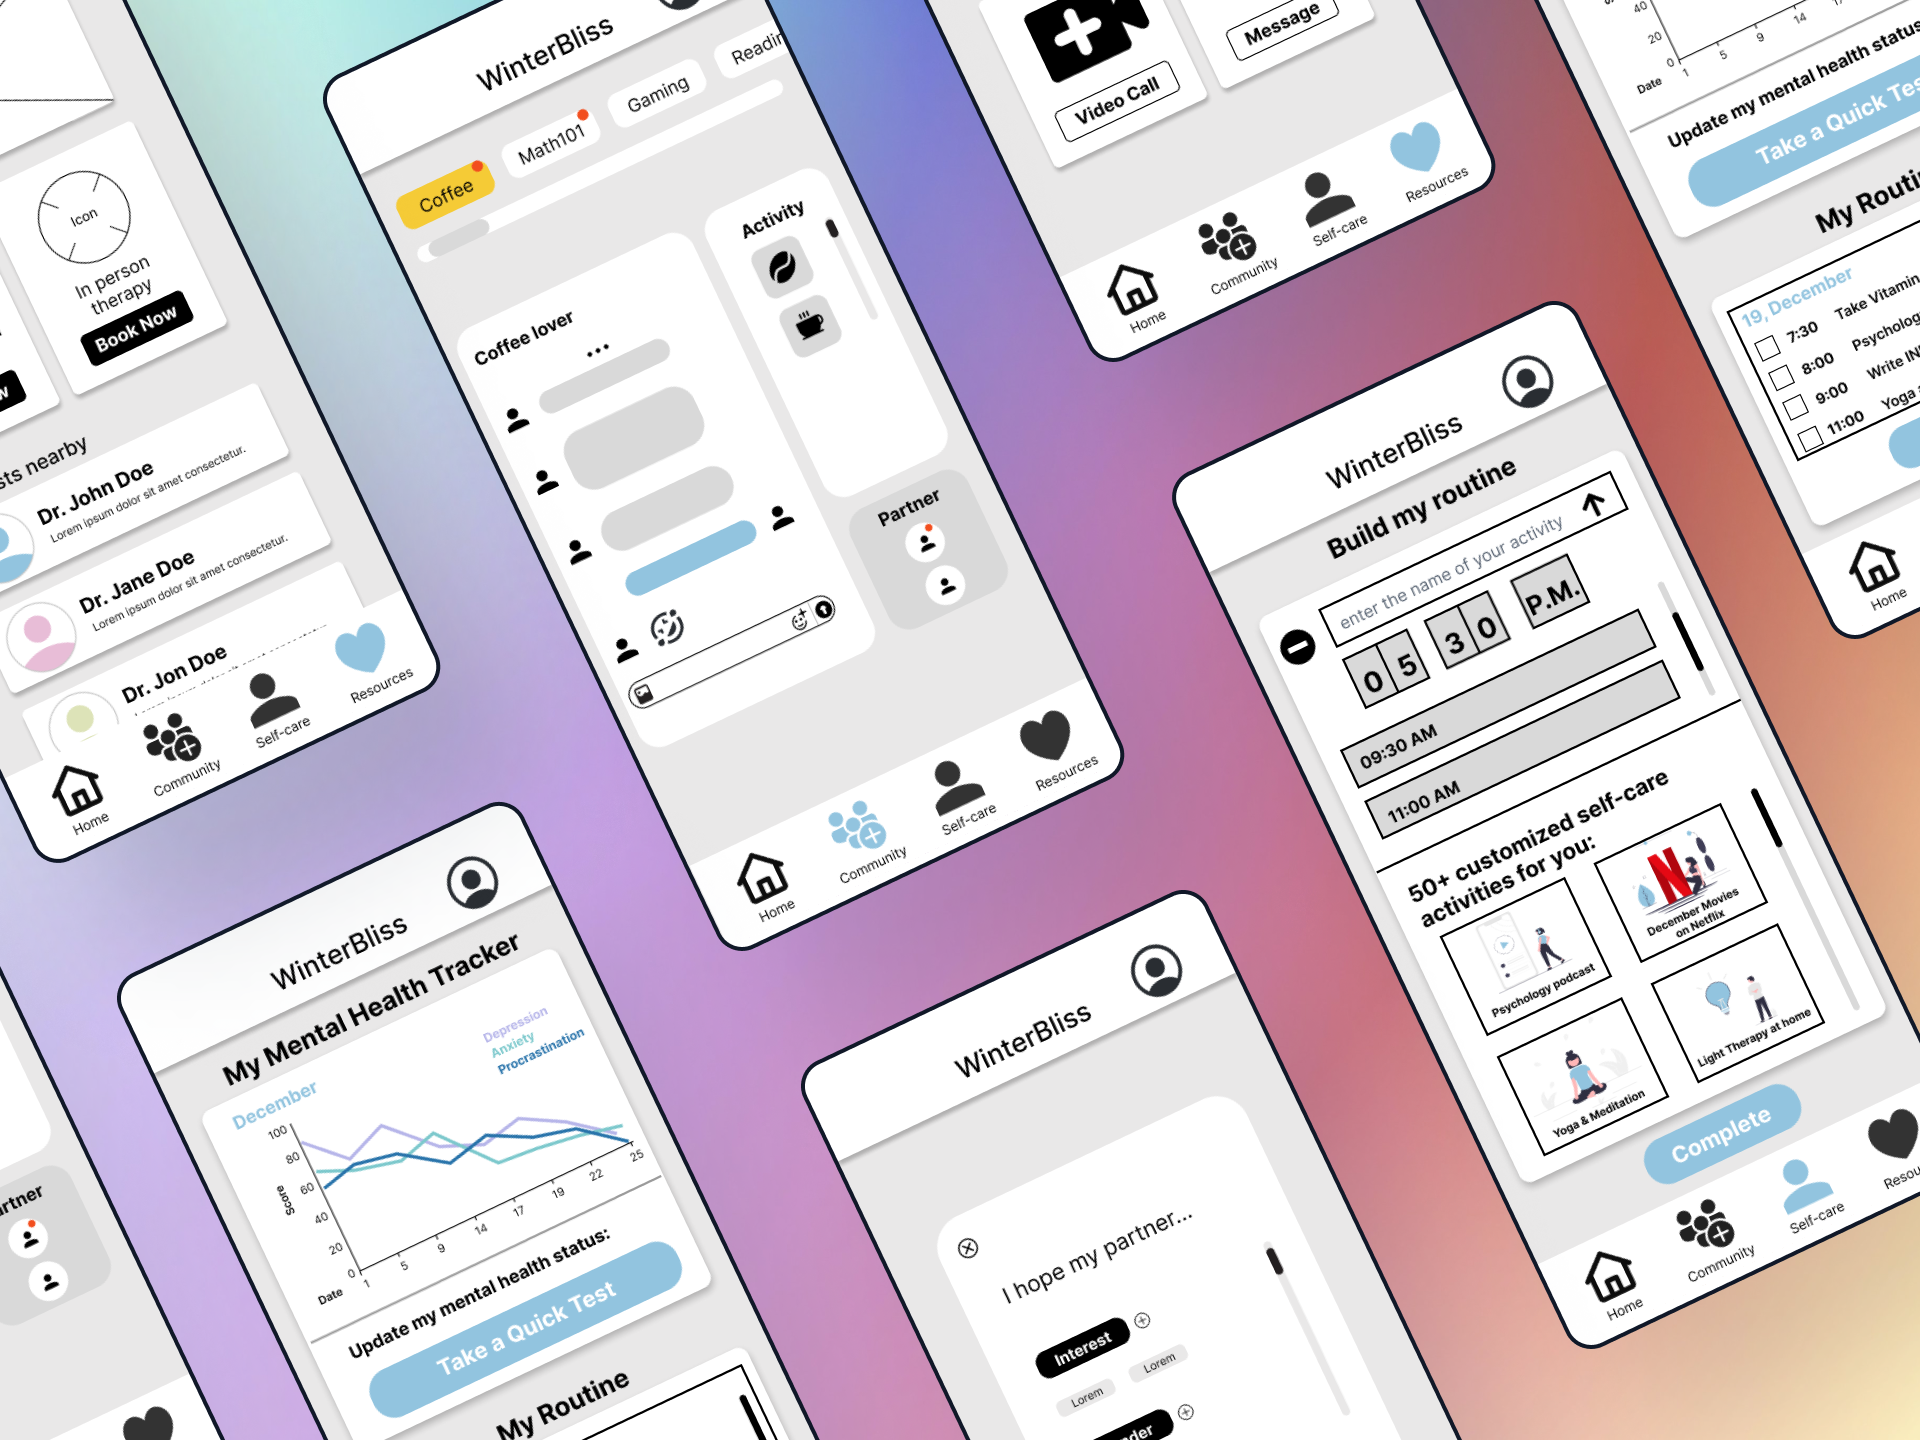 Icon
In person
therapy
Book Now
nearby
Dr. John Doe
Lorem ipsum dolor sit amet consectetur.
Dr. Jane Doe
Lorem ipsum dolor sit amet consectetur.
Dr. Jon Doe
Home
Community
Self-care
Resources
WinterBliss
Coffee
Math101
Gaming
Readin
Coffee lover
...
Activity
Partner
Home
Community
Self-care
Resources
Video Call
Message
Home
Community
Self-care
Resources
40
20
0
1
5
9
14
Date
Update my mental health status
Take a Quick Tes
My Routi
19, December
7:30 Take Vitamin
8:00 Psycholog
9:00 Write IN
11:00 Yoga
Home
WinterBliss
Build my routine
enter the name of your activity
05 30 P.M.
09:30 AM
11:00 AM
50+ customized self-care
activities for you:
Psychology podcast
N
December Movies
on Netflix
Yoga & Meditation
Light Therapy at home
Complete
Home
Community
Self-care
Resou
WinterBliss
My Mental Health Tracker
December
Depression
Anxiety
Procrastination
100
80
60
40
20
0
Score
Date
1
5
9
14
17
19
22
25
Update my mental health status:
Take a Quick Test
My Routine
rtner
WinterBliss
I hope my partner...
Interest
Lorem
Lorem
der